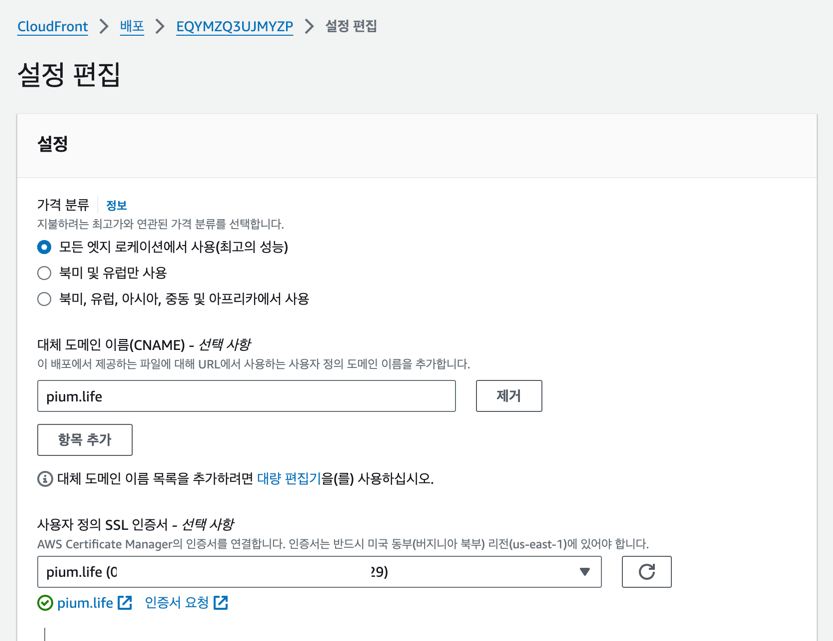 CloudFront > 배포 > EQYMZQ3UJMYZP > 설정 편집
설정 편집
설정
가격 분류 정보
지불하려는 최고가와 연관된 가격 분류를 선택합니다.
모든 엣지 로케이션에서 사용(최고의 성능)
북미 및 유럽만 사용
북미, 유럽, 아시아, 중동 및 아프리카에서 사용
대체 도메인 이름(CNAME) - 선택 사항
이 배포에서 제공하는 파일에 대해 URL에서 사용하는 사용자 정의 도메인 이름을 추가합니다.
pium.life 제거
항목 추가
대체 도메인 이름 목록을 추가하려면 대량 편집기을(를) 사용하십시오.
사용자 정의 SSL 인증서 - 선택 사항
AWS Certificate Manager의 인증서를 연결합니다. 인증서는 반드시 미국 동부(버지니아 북부) 리전(us-east-1)에 있어야 합니다.
pium.life (0 29)
pium.life 인증서 요청